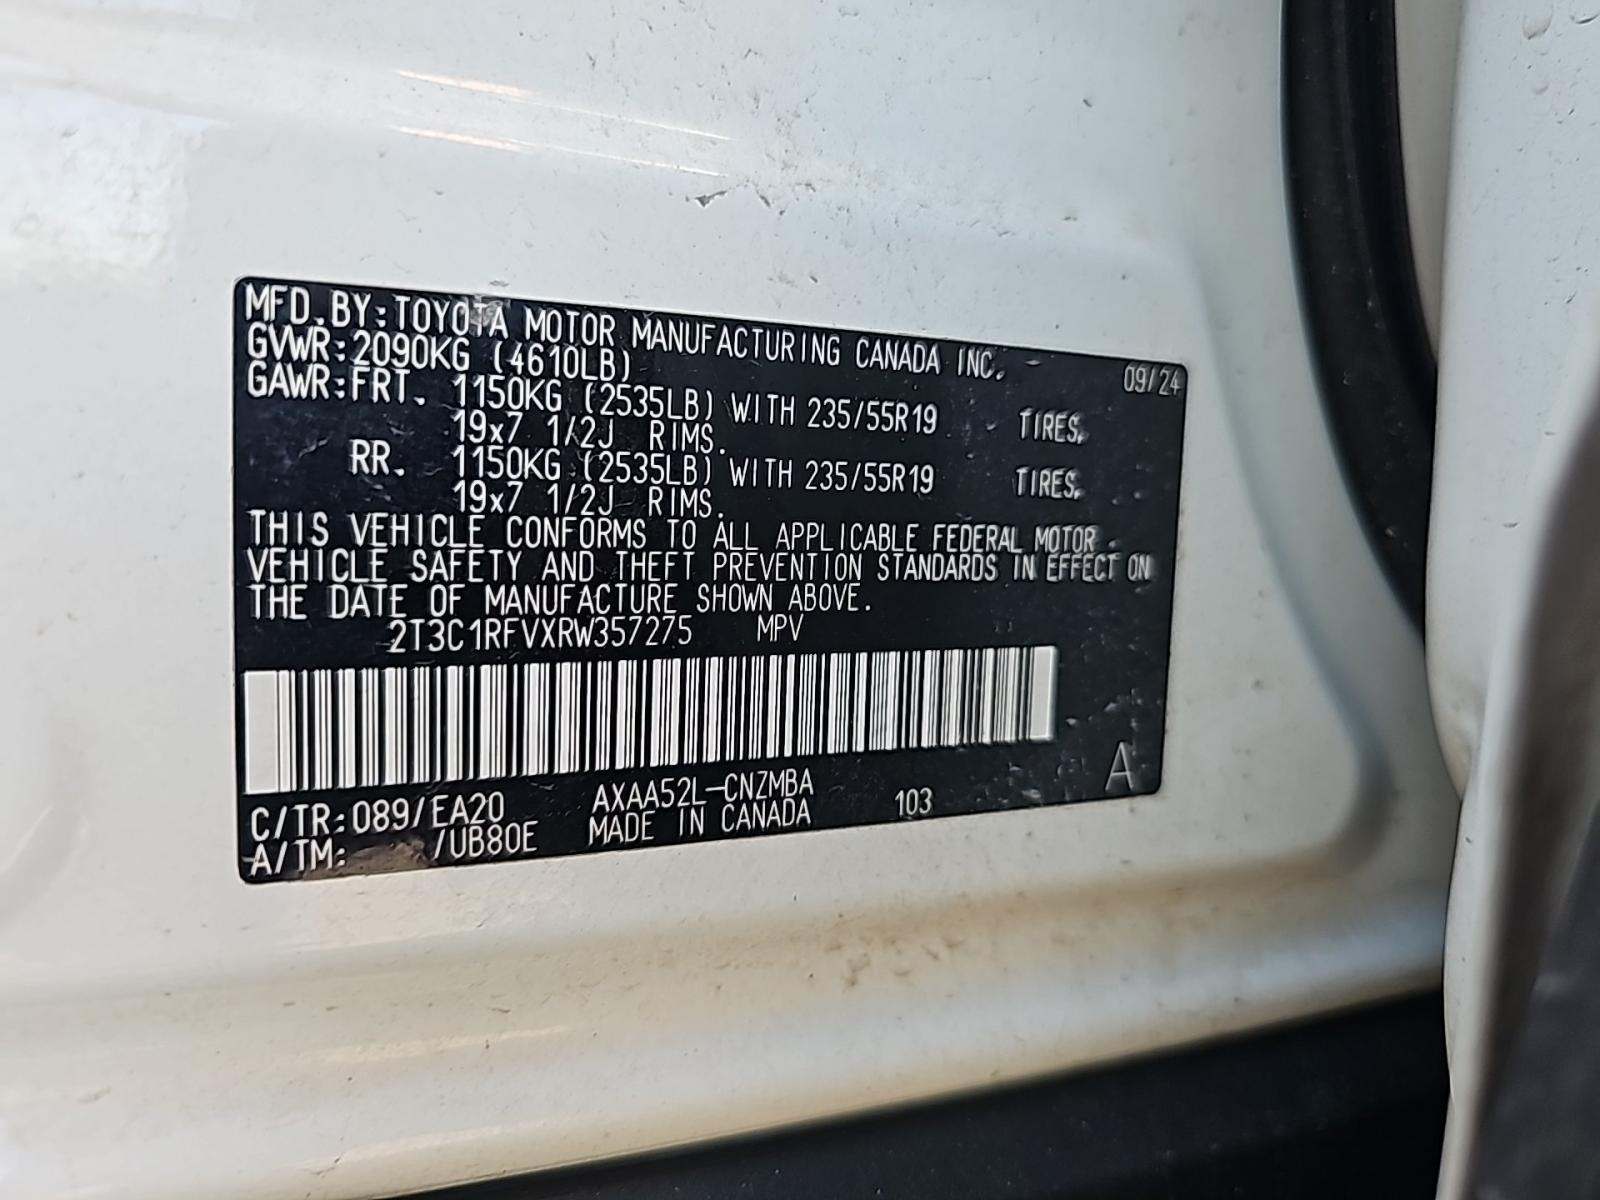 MFD.BY:TOYOTA MOTOR MANUFACTURING CANADA INC.
GVWR:2090KG (4610LB) 09/24
GAWR:FRT. 1150KG (2535LB) WITH 235/55R19 TIRES,
19x7 1/2J RIMS.
RR. 1150KG (2535LB) WITH 235/55R19 TIRES,
19x7 1/2J RIMS.
THIS VEHICLE CONFORMS TO ALL APPLICABLE FEDERAL MOTOR
VEHICLE SAFETY AND THEFT PREVENTION STANDARDS IN EFFECT ON
THE DATE OF MANUFACTURE SHOWN ABOVE.
2T3C1RFVXRW357275 MPV
C/TR:089/EA20 AXAA52L-CNZMBA 103 A
A/TM: /UB80E MADE IN CANADA